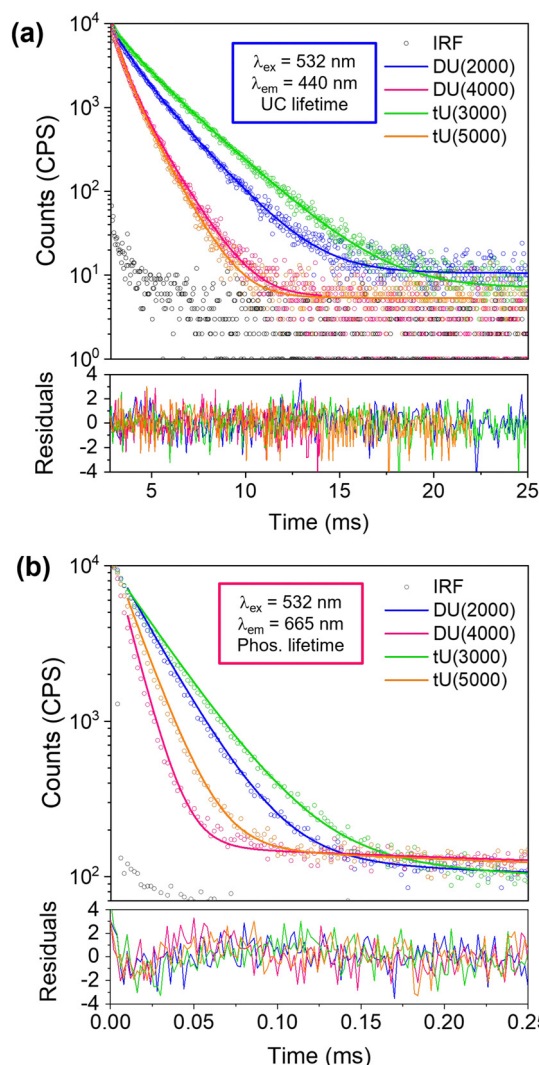 (a)
10⁴
10³
10²
10¹
10⁰
Counts (CPS)
λex = 532 nm
λem = 440 nm
UC lifetime
IRF
DU(2000)
DU(4000)
tU(3000)
tU(5000)
4
2
0
-2
-4
Residuals
5
10
15
20
25
Time (ms)
(b)
10⁴
10³
10²
Counts (CPS)
λex = 532 nm
λem = 665 nm
Phos. lifetime
IRF
DU(2000)
DU(4000)
tU(3000)
tU(5000)
4
2
0
-2
-4
Residuals
0.00
0.05
0.10
0.15
0.20
0.25
Time (ms)